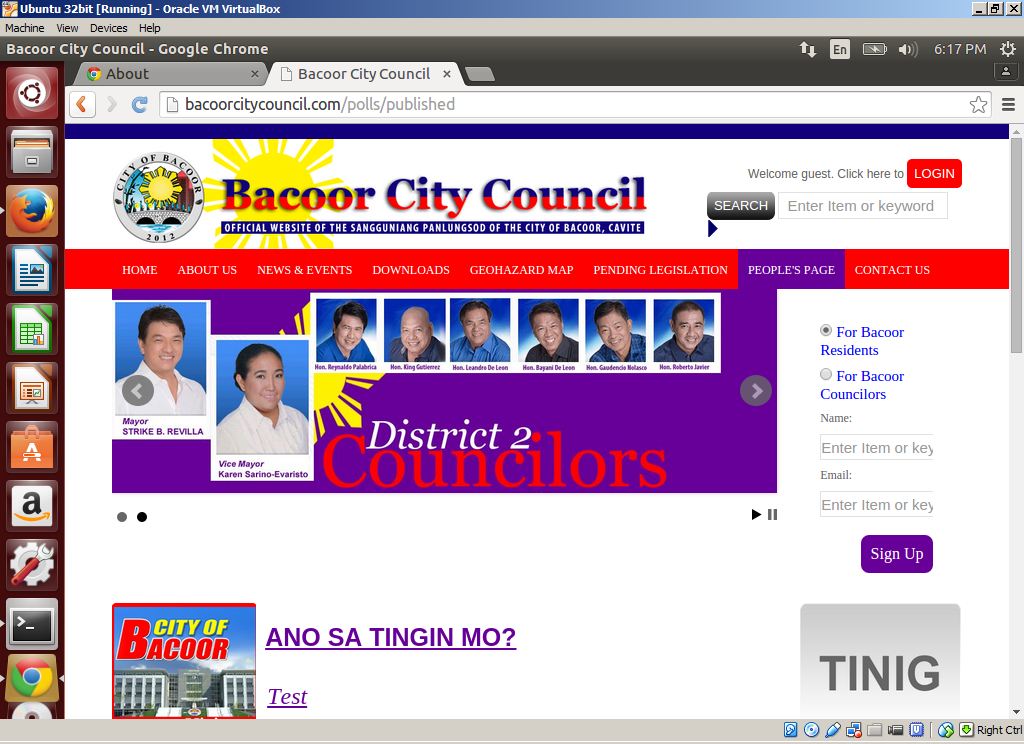 Ubuntu 32bit [Running] - Oracle VM VirtualBox
Machine View Devices Help
Bacoor City Council - Google Chrome
En
6:17 PM
About
Bacoor City Council
bacoorcitycouncil.com/polls/published
CITY OF BACOOR
2012
Bacoor City Council
OFFICIAL WEBSITE OF THE SANGGUNIANG PANLUNGSOD OF THE CITY OF BACOOR, CAVITE
Welcome guest. Click here to LOGIN
SEARCH Enter Item or keyword
HOME ABOUT US NEWS & EVENTS DOWNLOADS GEOHAZARD MAP PENDING LEGISLATION PEOPLE'S PAGE CONTACT US
Mayor
STRIKE B. REVILLA
Vice Mayor
Karen Sarino-Evaristo
Hon. Reynaldo Palabrica Hon. King Gutierrez Hon. Leandro De Leon Hon. Bayani De Leon Hon. Gaudencio Nolasco Hon. Roberto Javier
District 2
Councilors
For Bacoor
Residents
For Bacoor
Councilors
Name:
Enter Item or key
Email:
Enter Item or key
Sign Up
CITY OF
BACOOR
ANO SA TINGIN MO?
Test
TINIG
Right Ctrl